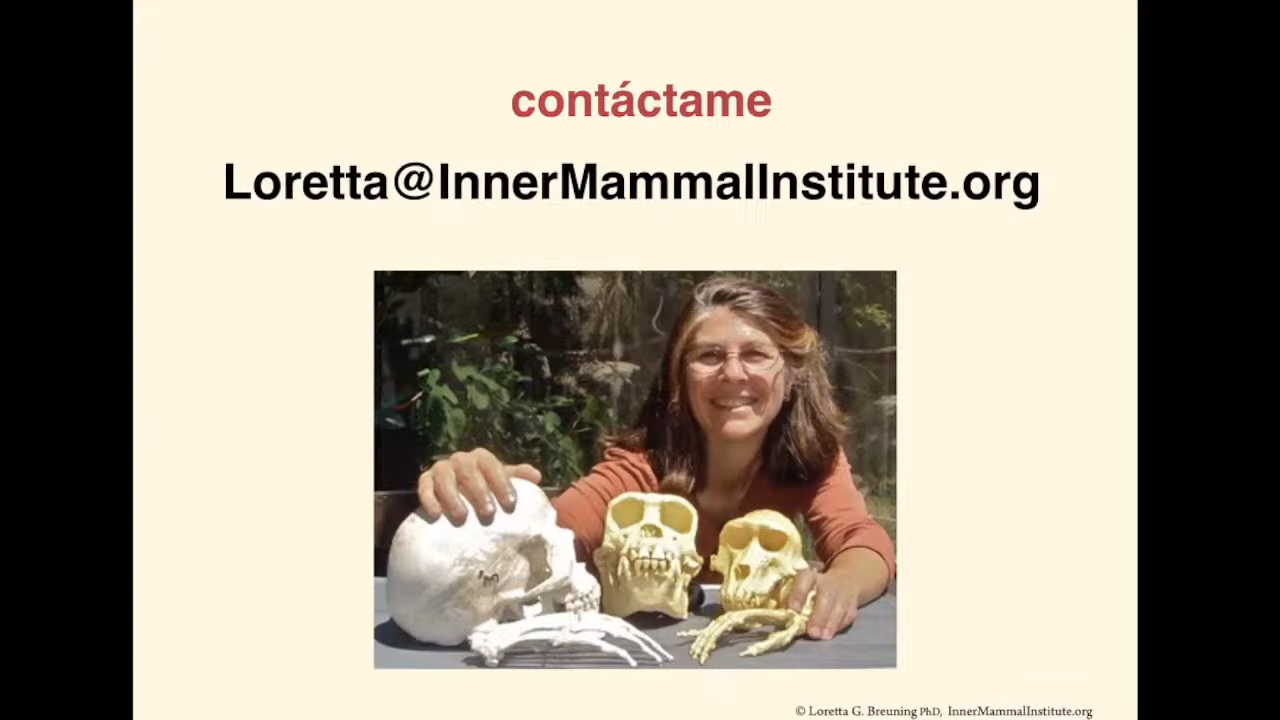 contáctame
Loretta@InnerMammalInstitute.org
© Loretta G. Breuning PhD, InnerMammalInstitute.org